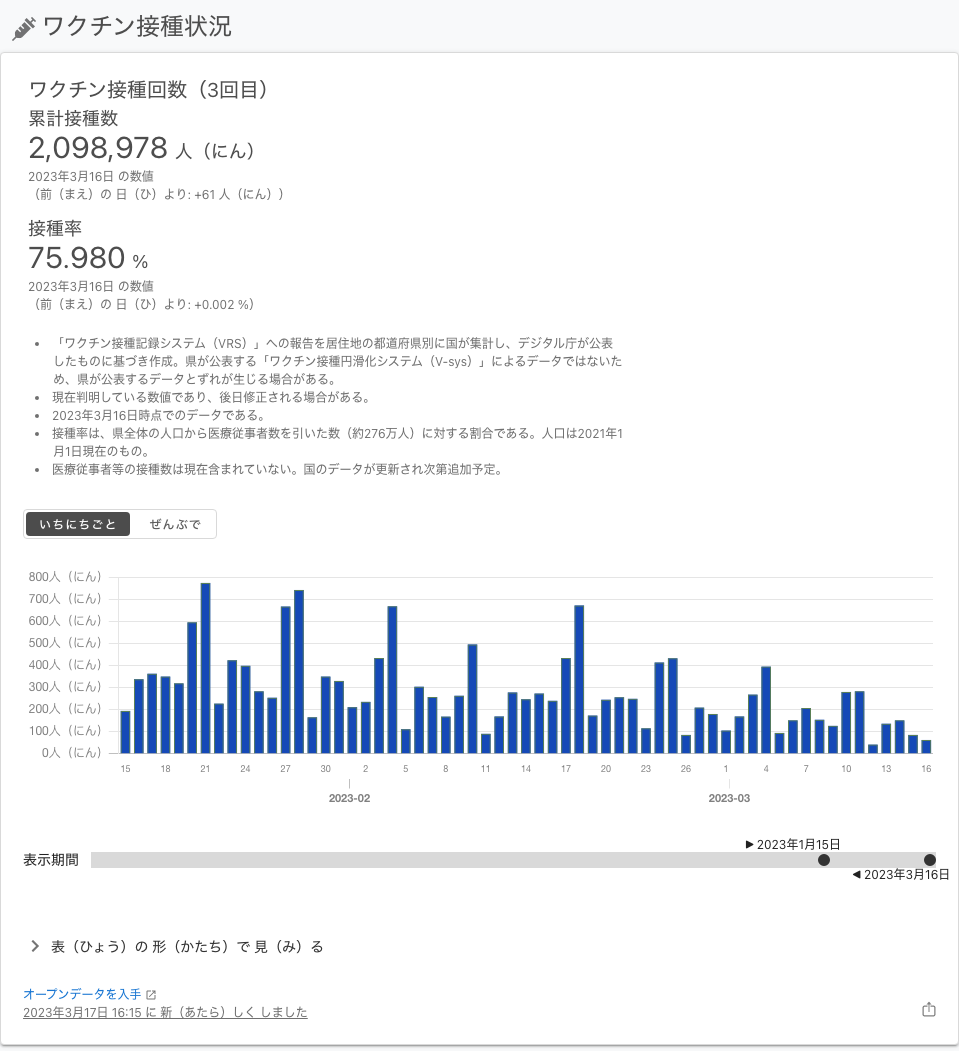 ワクチン接種状況
ワクチン接種回数（3回目）
累計接種数
2,098,978 人（にん）
2023年3月16日 の数値
（前（まえ）の 日（ひ）より: +61 人（にん））
接種率
75.980 %
2023年3月16日 の数値
（前（まえ）の 日（ひ）より: +0.002 %）
• 「ワクチン接種記録システム（VRS）」への報告を居住地の都道府県別に国が集計し、デジタル庁が公表
したものに基づき作成。県が公表する「ワクチン接種円滑化システム（V-sys）」によるデータではないた
め、県が公表するデータとずれが生じる場合がある。
• 現在判明している数値であり、後日修正される場合がある。
• 2023年3月16日時点でのデータである。
• 接種率は、県全体の人口から医療従事者数を引いた数（約276万人）に対する割合である。人口は2021年1
月1日現在のもの。
• 医療従事者等の接種数は現在含まれていない。国のデータが更新され次第追加予定。
いちにちごと ぜんぶで
800人（にん）
700人（にん）
600人（にん）
500人（にん）
400人（にん）
300人（にん）
200人（にん）
100人（にん）
0人（にん）
15 18 21 24 27 30 2 5 8 11 14 17 20 23 26 1 4 7 10 13 16
2023-02 2023-03
▶ 2023年1月15日
表示期間
◀ 2023年3月16日
表（ひょう）の 形（かたち）で 見（み）る
オープンデータを入手
2023年3月17日 16:15 に 新（あたら）しく しました